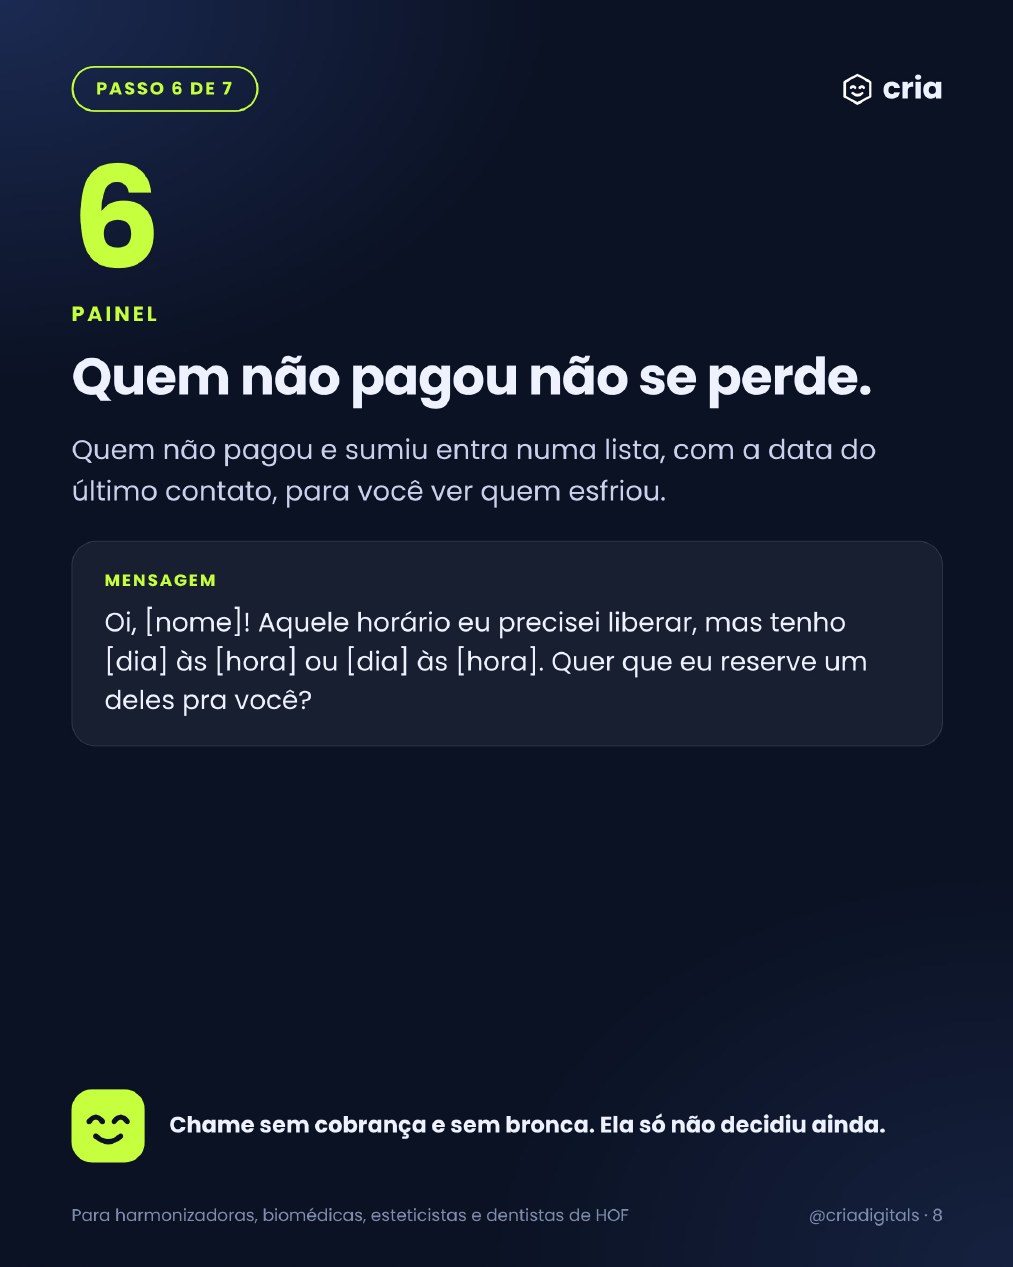 PASSO 6 DE 7
cria
6
PAINEL
Quem não pagou não se perde.
Quem não pagou e sumiu entra numa lista, com a data do
último contato, para você ver quem esfriou.
MENSAGEM
Oi, [nome]! Aquele horário eu precisei liberar, mas tenho
[dia] às [hora] ou [dia] às [hora]. Quer que eu reserve um
deles pra você?
Chame sem cobrança e sem bronca. Ela só não decidiu ainda.
Para harmonizadoras, biomédicas, esteticistas e dentistas de HOF
@criadigitals · 8